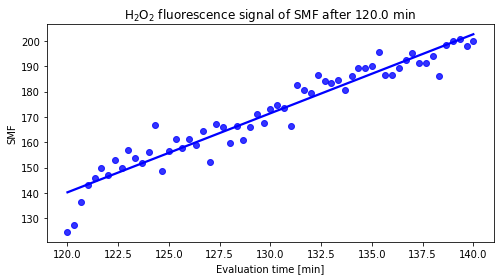 H₂O₂ fluorescence signal of SMF after 120.0 min
200
190
180
170
160
150
140
130
SMF
120.0 122.5 125.0 127.5 130.0 132.5 135.0 137.5 140.0
Evaluation time [min]